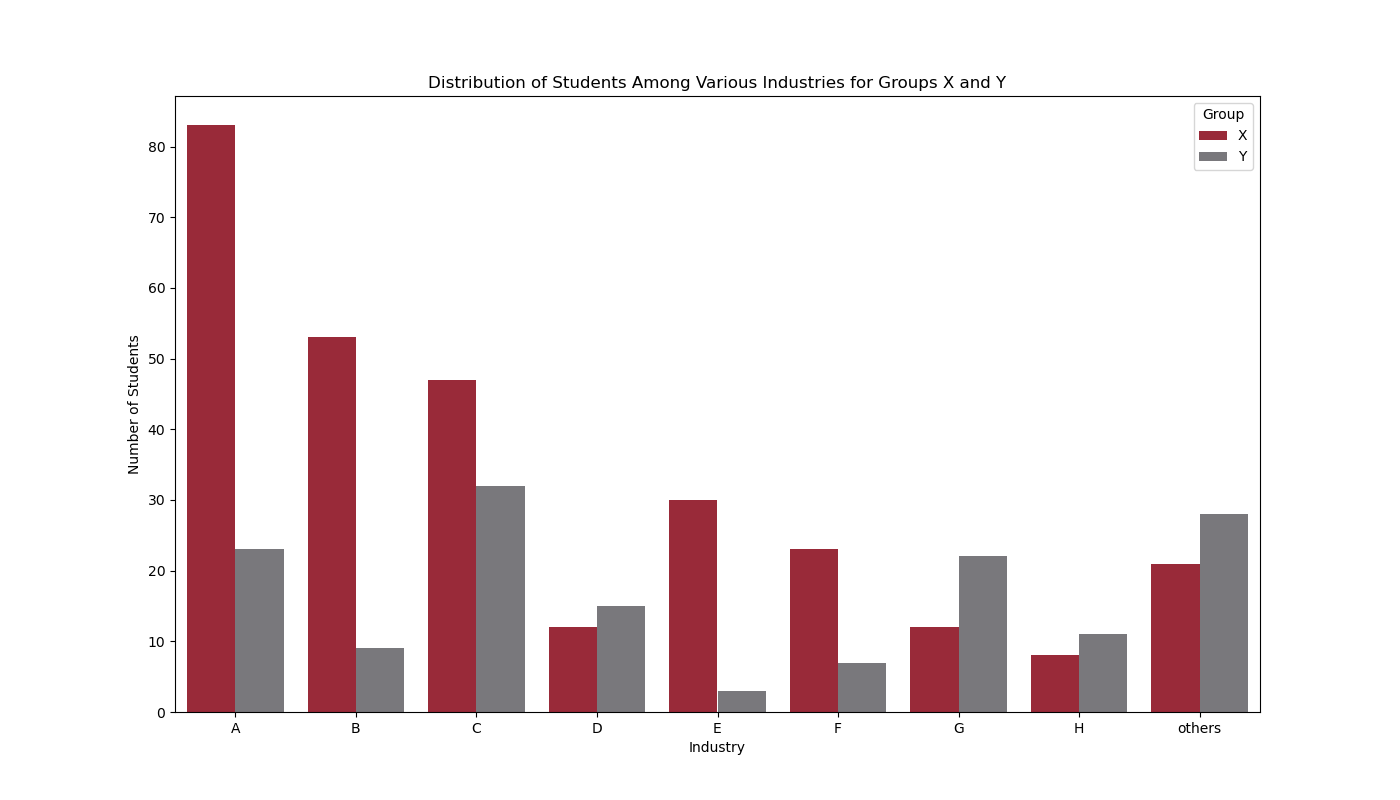 Distribution of Students Among Various Industries for Groups X and Y
Group
X
Y
80
70
60
50
40
30
20
10
0
Number of Students
A B C D E F G H others
Industry